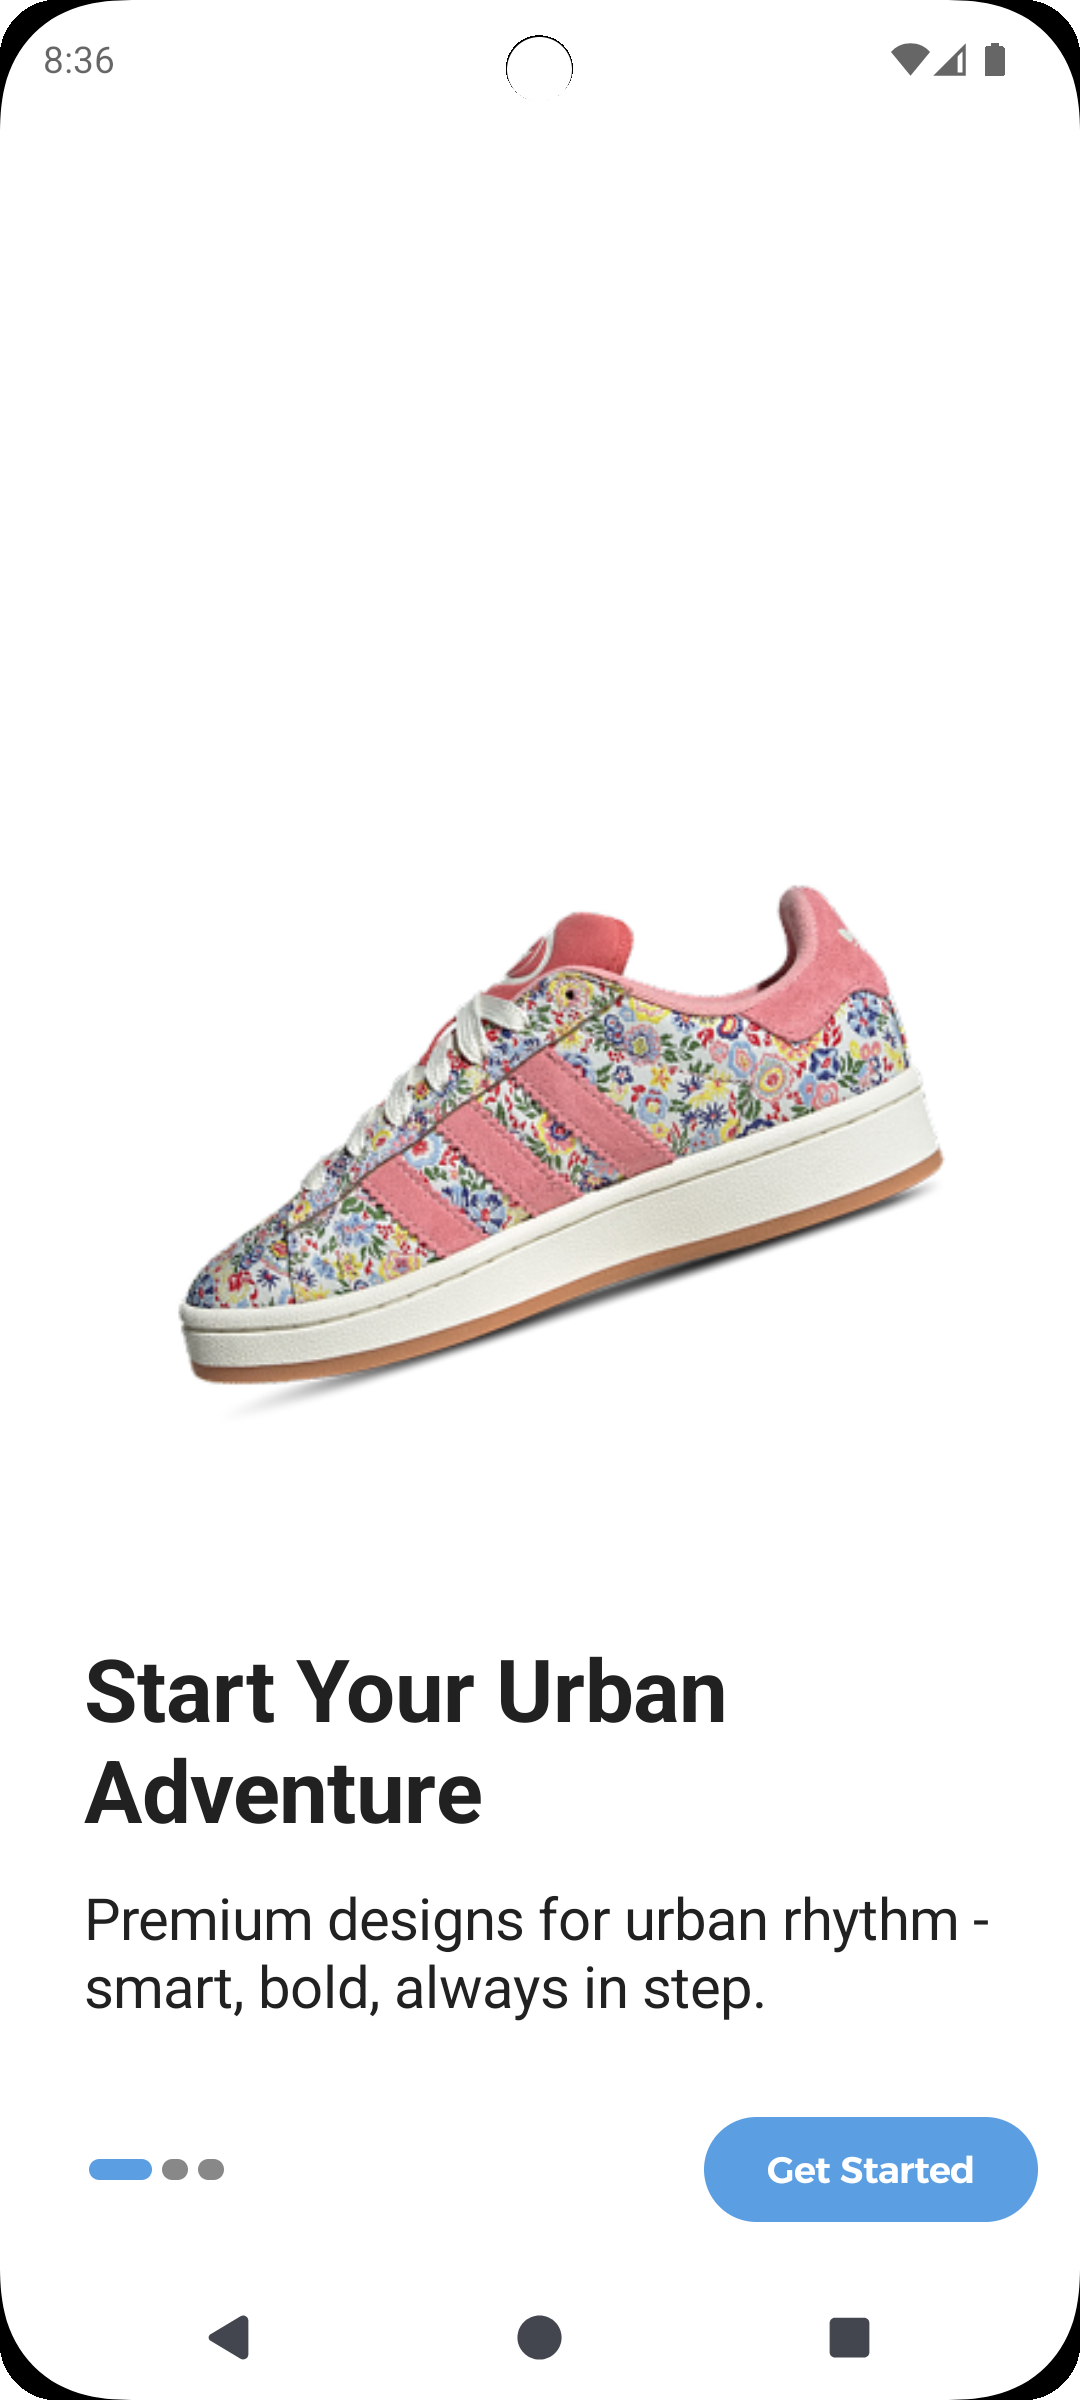 8:36
Start Your Urban
Adventure
Premium designs for urban rhythm -
smart, bold, always in step.
Get Started